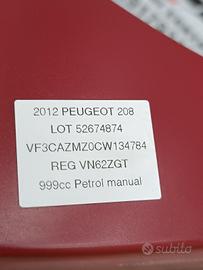 2012 PEUGEOT 208
LOT 52674874
VF3CAZMZ0CW134784
REG VN62ZGT
999cc Petrol manual
subito